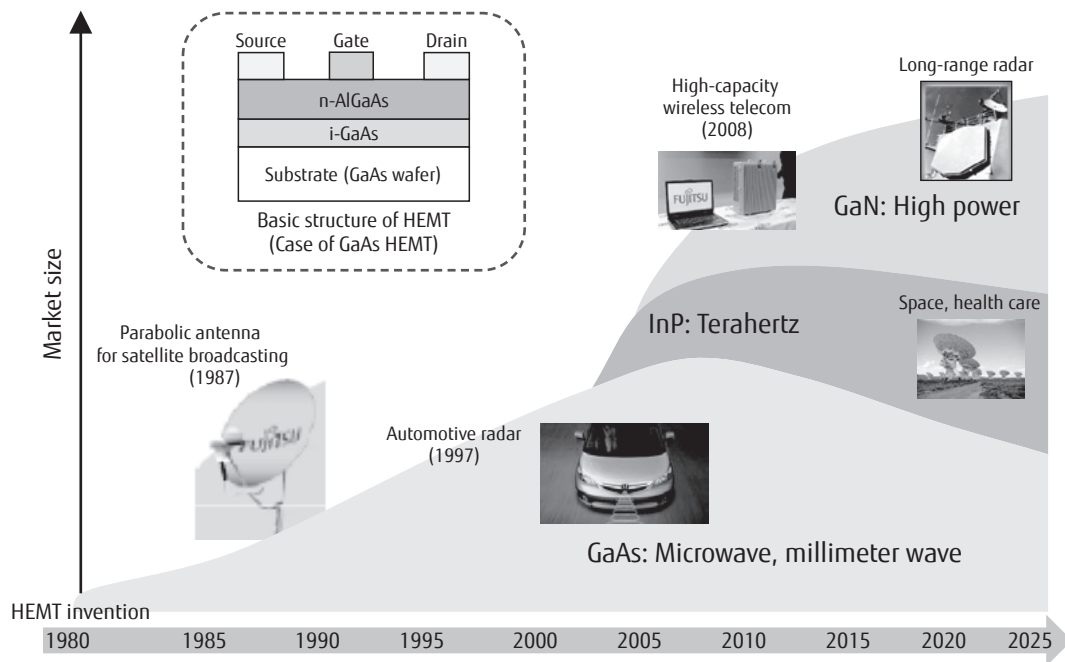 Source Gate Drain
n-AlGaAs
i-GaAs
Substrate (GaAs wafer)
Basic structure of HEMT
(Case of GaAs HEMT)
Market size
Parabolic antenna
for satellite broadcasting
(1987)
FUJITSU
Automotive radar
(1997)
High-capacity
wireless telecom
(2008)
FUJITSU
Long-range radar
GaN: High power
InP: Terahertz
Space, health care
GaAs: Microwave, millimeter wave
HEMT invention
1980 1985 1990 1995 2000 2005 2010 2015 2020 2025